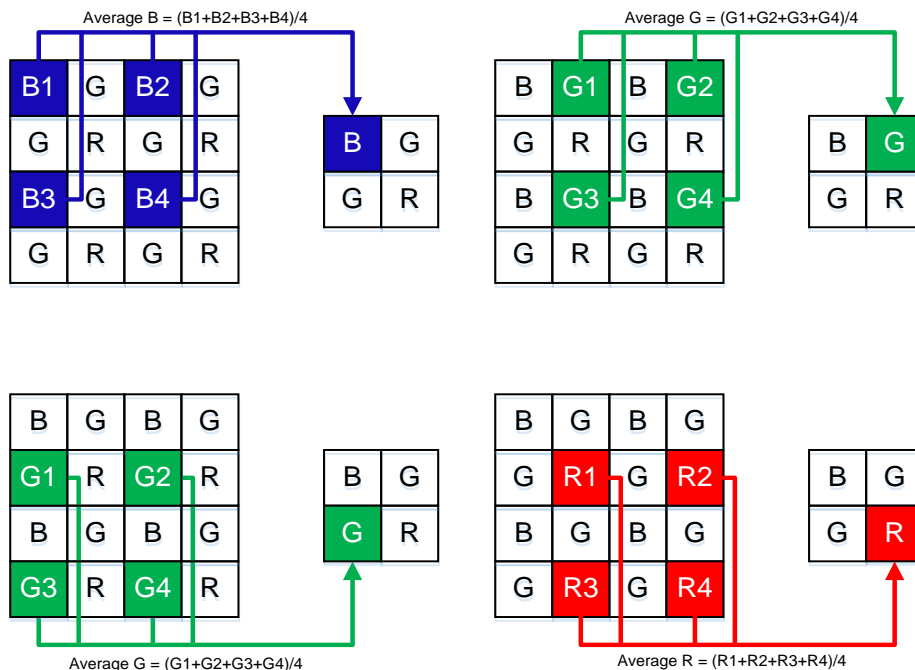 Average B = (B1+B2+B3+B4)/4
B1 G B2 G
G R G R
B3 G B4 G
G R G R
B G
G R
Average G = (G1+G2+G3+G4)/4
B G1 B G2
G R G R
B G3 B G4
G R G R
B G
G R
B G B G
G1 R G2 R
B G B G
G3 R G4 R
B G
G R
Average G = (G1+G2+G3+G4)/4
B G B G
G R1 G R2
B G B G
G R3 G R4
B G
G R
Average R = (R1+R2+R3+R4)/4